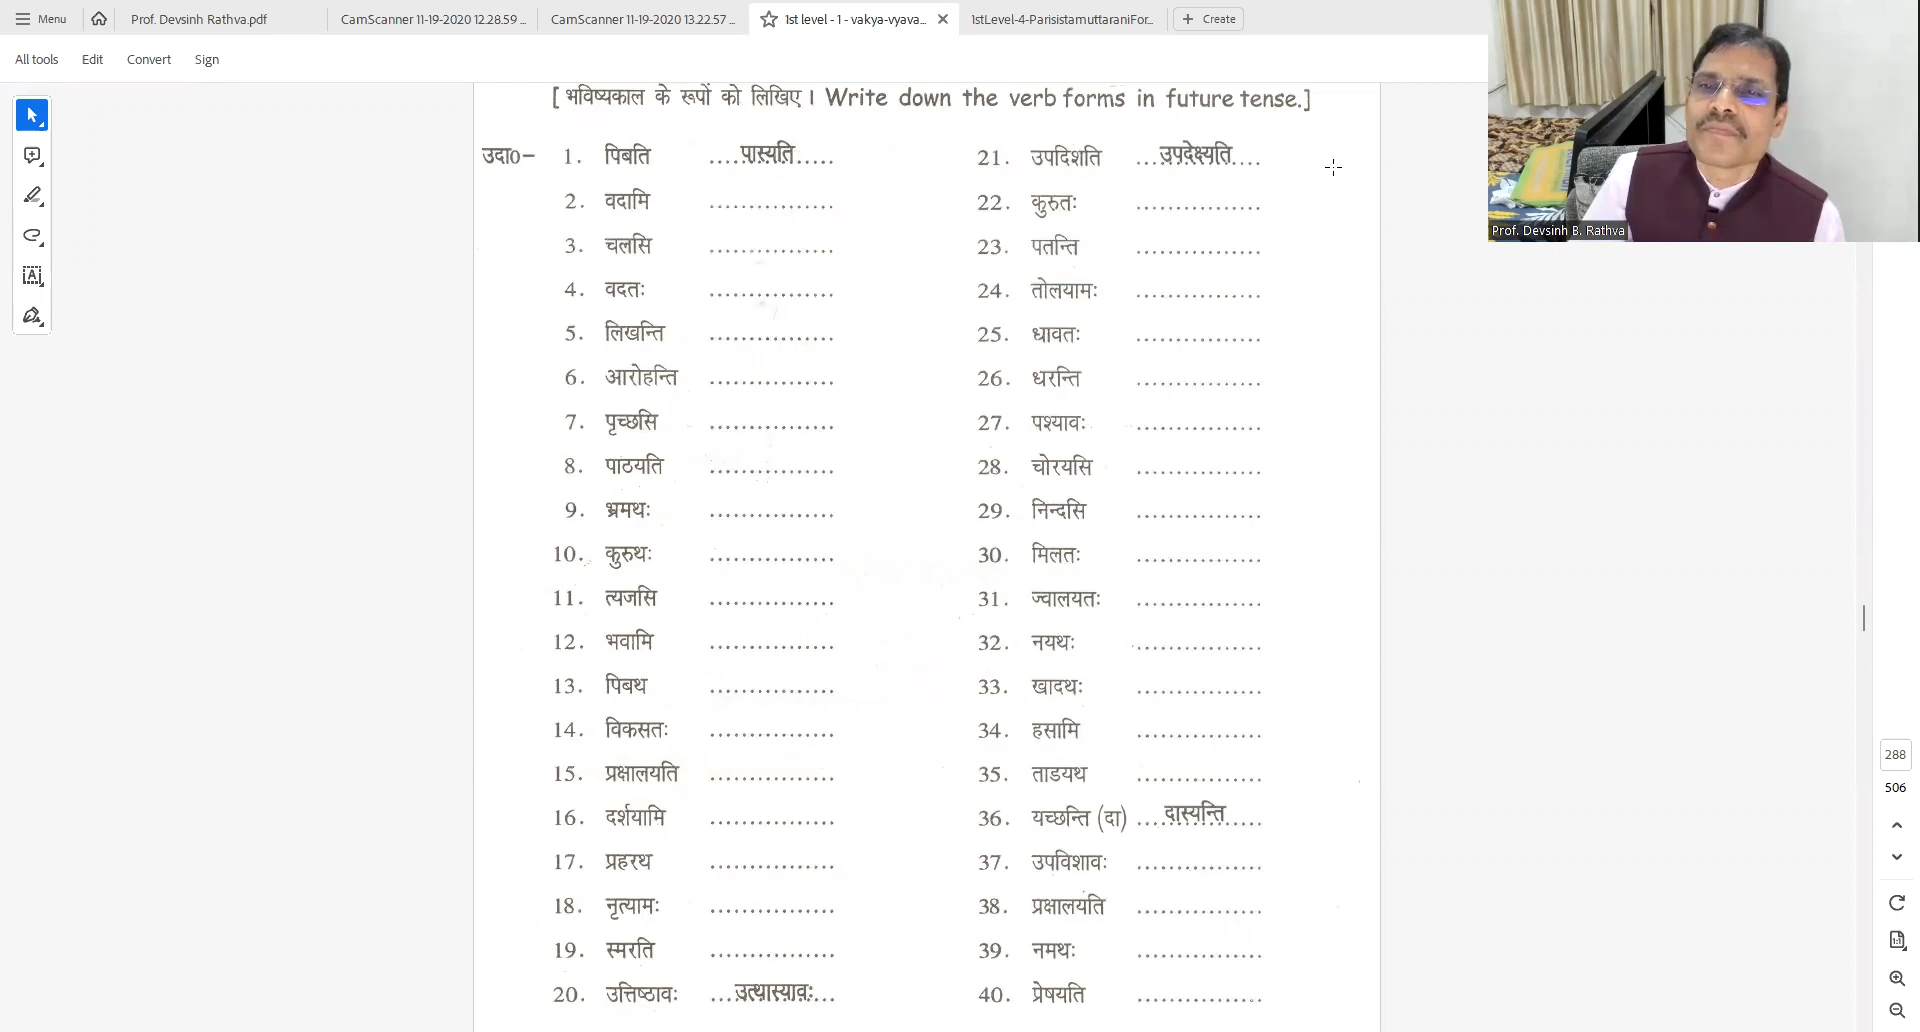 Menu
Prof. Devsinh Rathva.pdf
CamScanner 11-19-2020 12.28.59 ...
CamScanner 11-19-2020 13.22.57 ...
1st level - 1 - vakya-vyava...
1stLevel-4-ParisistamuttaraniFor...
Create
All tools
Edit
Convert
Sign
[ भविष्यकाल के रूपों को लिखिए । Write down the verb forms in future tense.]
उदा०– 1. पिबति ....पास्यति.....
2. वदामि ................
3. चलसि ................
4. वदतः ................
5. लिखन्ति ................
6. आरोहन्ति ................
7. पृच्छसि ................
8. पाठयति ................
9. भ्रमथः ................
10. कुरुथः ................
11. त्यजसि ................
12. भवामि ................
13. पिबथ ................
14. विकसतः ................
15. प्रक्षालयति ................
16. दर्शयामि ................
17. प्रहरथ ................
18. नृत्यामः ................
19. स्मरति ................
20. उत्तिष्ठावः ...उत्थास्यावः...
21. उपदिशति ...उपदेक्ष्यति....
22. कुरुतः ................
23. पतन्ति ................
24. तोलयामः ................
25. धावतः ................
26. धरन्ति ................
27. पश्यावः ................
28. चोरयसि ................
29. निन्दसि ................
30. मिलतः ................
31. ज्वालयतः ................
32. नयथः ................
33. खादथः ................
34. हसामि ................
35. ताडयथ ................
36. यच्छन्ति (दा) ....दास्यन्ति.....
37. उपविशावः ................
38. प्रक्षालयति ................
39. नमथः ................
40. प्रेषयति ................
Prof. Devsinh B. Rathva
288
506